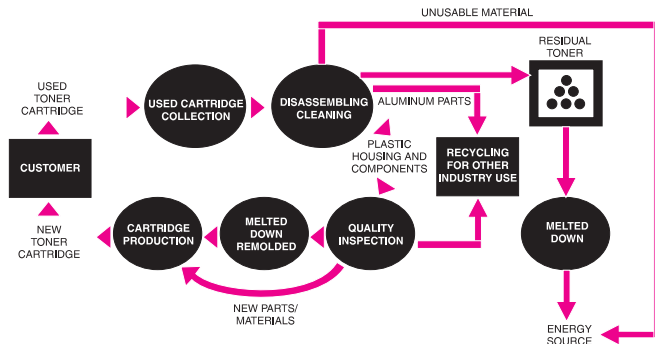 UNUSABLE MATERIAL
RESIDUAL
TONER
USED
TONER
CARTRIDGE
USED CARTRIDGE
COLLECTION
DISASSEMBLING
CLEANING
ALUMINUM PARTS
CUSTOMER
PLASTIC
HOUSING AND
COMPONENTS
RECYCLING
FOR OTHER
INDUSTRY USE
NEW
TONER
CARTRIDGE
CARTRIDGE
PRODUCTION
MELTED
DOWN
REMOLDED
QUALITY
INSPECTION
MELTED
DOWN
NEW PARTS/
MATERIALS
ENERGY
SOURCE